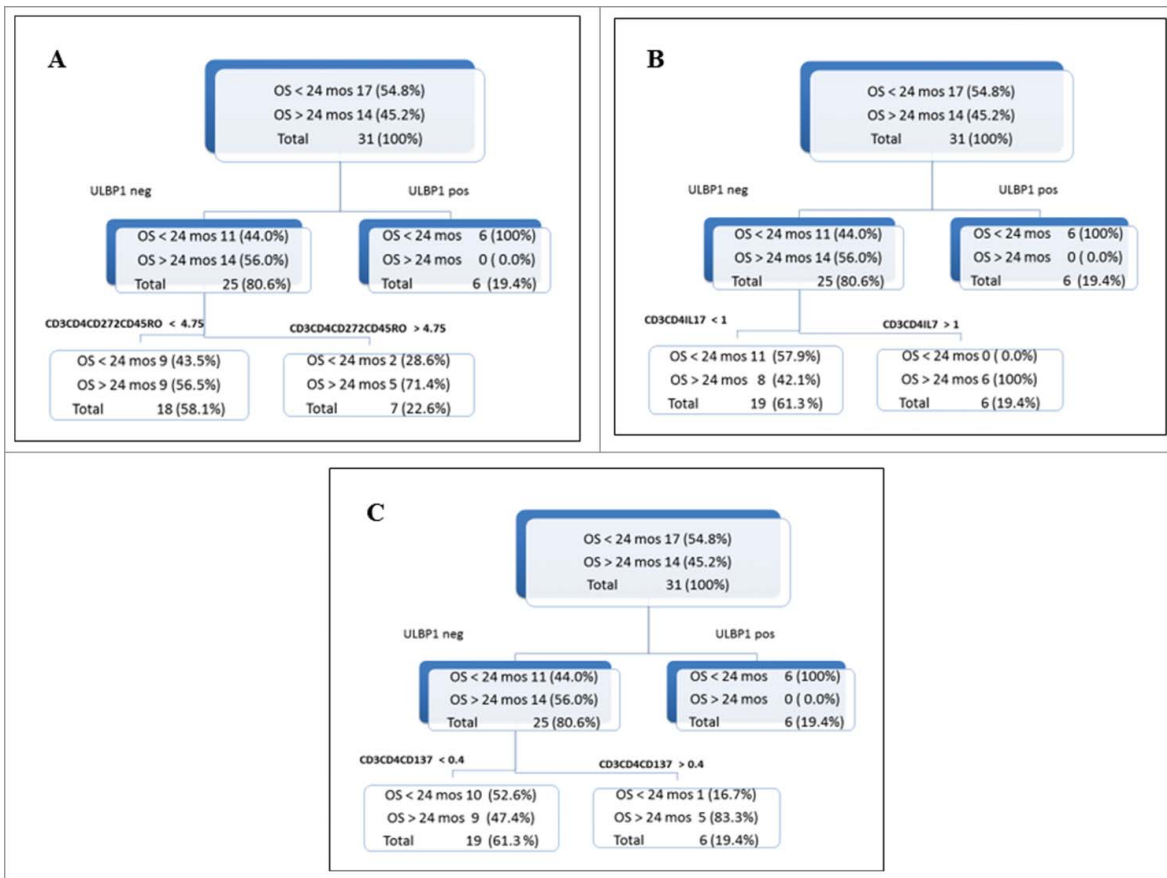 A
OS < 24 mos 17 (54.8%)
OS > 24 mos 14 (45.2%)
Total 31 (100%)
ULBP1 neg
ULBP1 pos
OS < 24 mos 11 (44.0%)
OS > 24 mos 14 (56.0%)
Total 25 (80.6%)
OS < 24 mos 6 (100%)
OS > 24 mos 0 ( 0.0%)
Total 6 (19.4%)
CD3CD4CD272CD45RO < 4.75
CD3CD4CD272CD45RO > 4.75
OS < 24 mos 9 (43.5%)
OS > 24 mos 9 (56.5%)
Total 18 (58.1%)
OS < 24 mos 2 (28.6%)
OS > 24 mos 5 (71.4%)
Total 7 (22.6%)
B
OS < 24 mos 17 (54.8%)
OS > 24 mos 14 (45.2%)
Total 31 (100%)
ULBP1 neg
ULBP1 pos
OS < 24 mos 11 (44.0%)
OS > 24 mos 14 (56.0%)
Total 25 (80.6%)
OS < 24 mos 6 (100%)
OS > 24 mos 0 ( 0.0%)
Total 6 (19.4%)
CD3CD4IL17 < 1
CD3CD4IL7 > 1
OS < 24 mos 11 (57.9%)
OS > 24 mos 8 (42.1%)
Total 19 (61.3 %)
OS < 24 mos 0 ( 0.0%)
OS > 24 mos 6 (100%)
Total 6 (19.4%)
C
OS < 24 mos 17 (54.8%)
OS > 24 mos 14 (45.2%)
Total 31 (100%)
ULBP1 neg
ULBP1 pos
OS < 24 mos 11 (44.0%)
OS > 24 mos 14 (56.0%)
Total 25 (80.6%)
OS < 24 mos 6 (100%)
OS > 24 mos 0 ( 0.0%)
Total 6 (19.4%)
CD3CD4CD137 < 0.4
CD3CD4CD137 > 0.4
OS < 24 mos 10 (52.6%)
OS > 24 mos 9 (47.4%)
Total 19 (61.3 %)
OS < 24 mos 1 (16.7%)
OS > 24 mos 5 (83.3%)
Total 6 (19.4%)